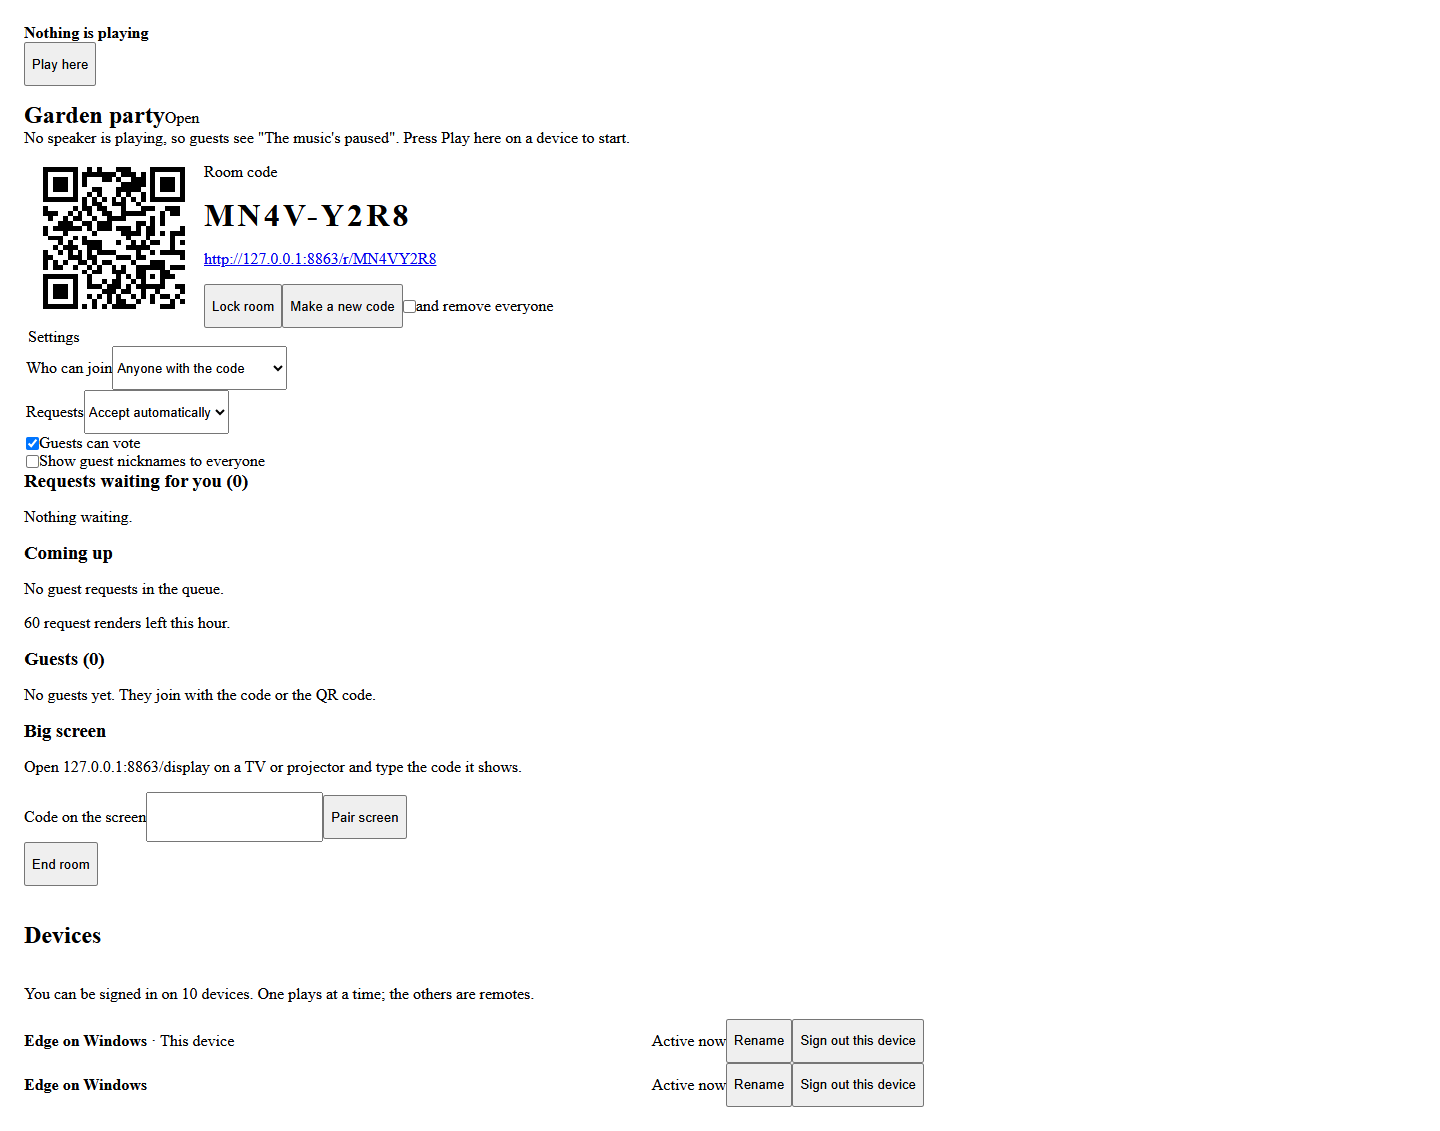 Nothing is playing
Play here
Garden party Open
No speaker is playing, so guests see "The music's paused". Press Play here on a device to start.
Room code
MN4V-Y2R8
http://127.0.0.1:8863/r/MN4VY2R8
Lock room Make a new code and remove everyone
Settings
Who can join Anyone with the code
Requests Accept automatically
Guests can vote
Show guest nicknames to everyone
Requests waiting for you (0)
Nothing waiting.
Coming up
No guest requests in the queue.
60 request renders left this hour.
Guests (0)
No guests yet. They join with the code or the QR code.
Big screen
Open 127.0.0.1:8863/display on a TV or projector and type the code it shows.
Code on the screen Pair screen
End room
Devices
You can be signed in on 10 devices. One plays at a time; the others are remotes.
Edge on Windows · This device Active now Rename Sign out this device
Edge on Windows Active now Rename Sign out this device